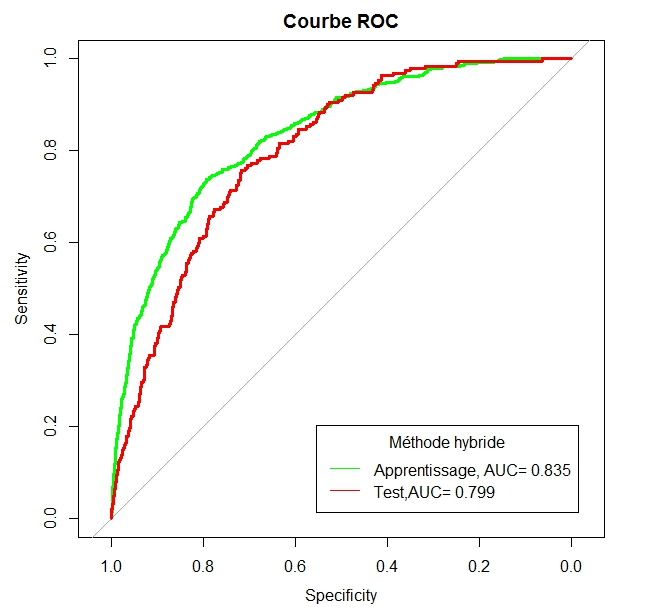 Courbe ROC
1.0
0.8
0.6
0.4
0.2
0.0
Sensitivity
Méthode hybride
Apprentissage, AUC= 0.835
Test,AUC= 0.799
1.0 0.8 0.6 0.4 0.2 0.0
Specificity